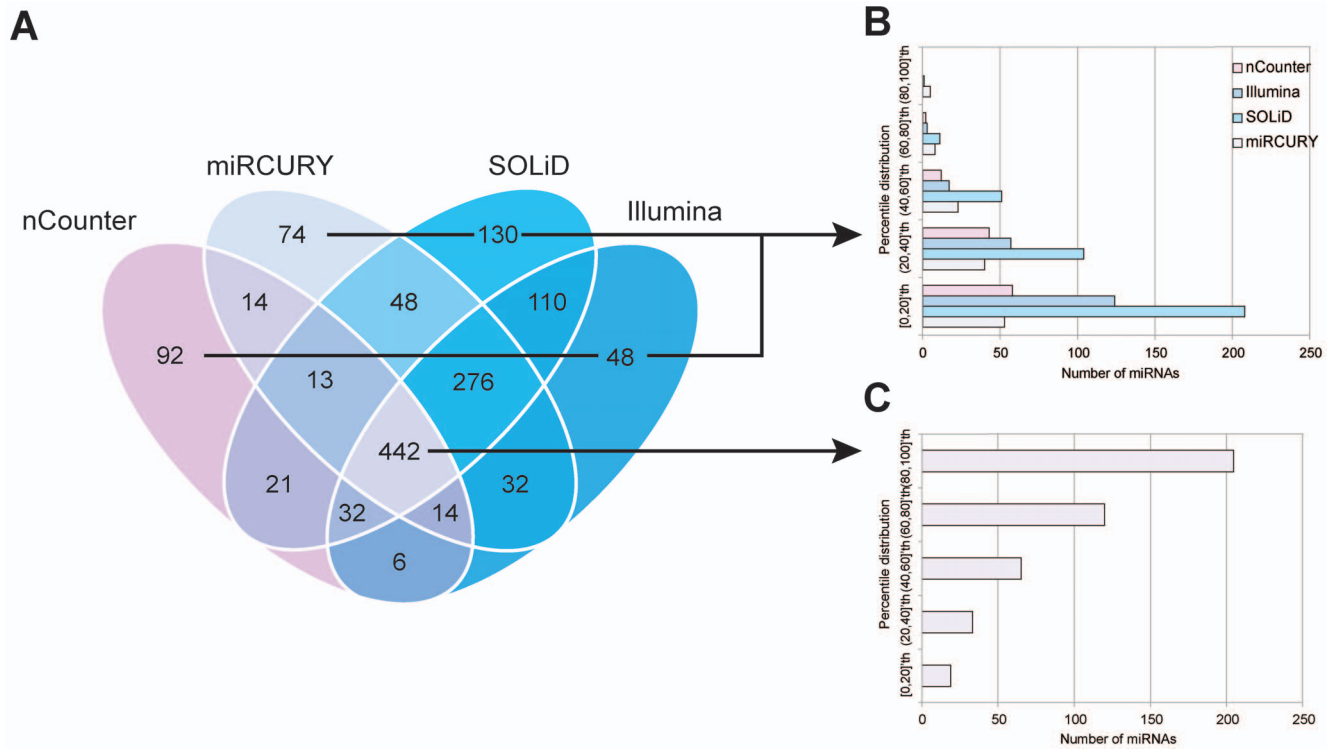 A
nCounter
miRCURY
SOLiD
Illumina
74
130
14
48
110
92
13
276
48
442
21
32
32
14
6
B
Percentile distribution
(80,100]'th
(60,80]'th
(40,60]'th
(20,40]'th
[0,20]'th
nCounter
Illumina
SOLiD
miRCURY
0 50 100 150 200 250
Number of miRNAs
C
Percentile distribution
(80,100]'th
(60,80]'th
(40,60]'th
(20,40]'th
[0,20]'th
0 50 100 150 200 250
Number of miRNAs